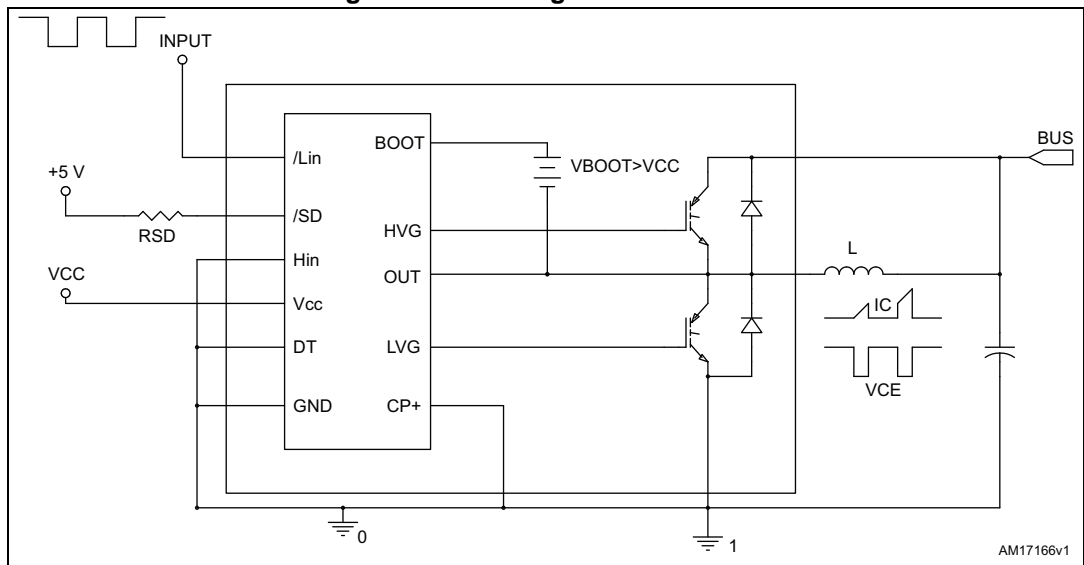 INPUT
BUS
BOOT
/Lin
VBOOT>VCC
+5 V
/SD
RSD
HVG
L
Hin
OUT
VCC
IC
Vcc
DT
LVG
VCE
GND
CP+
0
1
AM17166v1